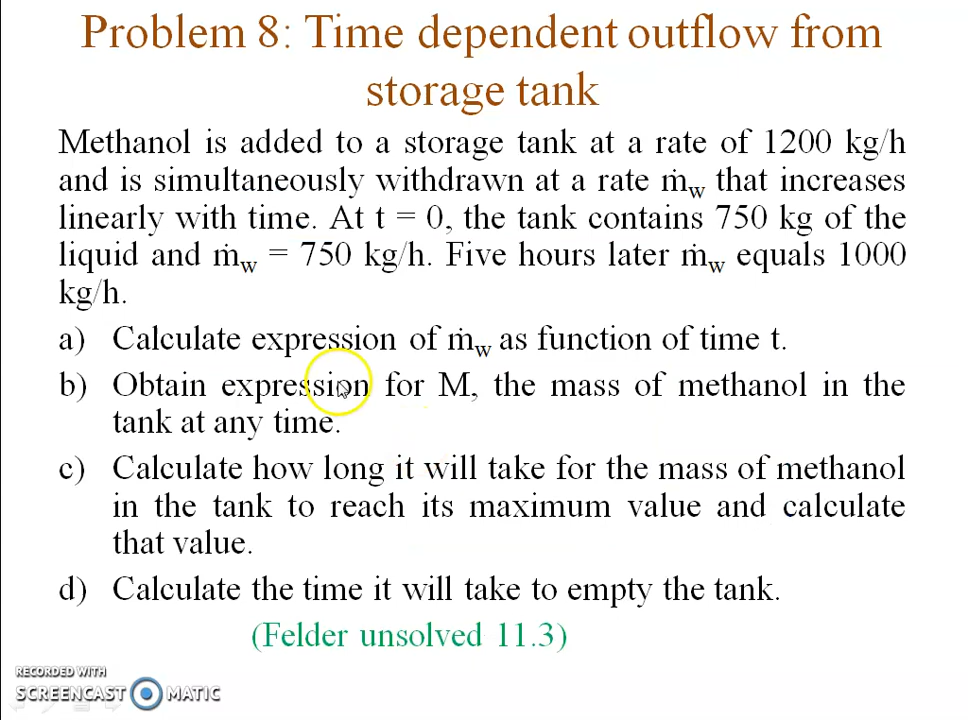 Problem 8: Time dependent outflow from
storage tank
Methanol is added to a storage tank at a rate of 1200 kg/h
and is simultaneously withdrawn at a rate ṁw that increases
linearly with time. At t = 0, the tank contains 750 kg of the
liquid and ṁw = 750 kg/h. Five hours later ṁw equals 1000
kg/h.
a) Calculate expression of ṁw as function of time t.
b) Obtain expression for M, the mass of methanol in the
tank at any time.
c) Calculate how long it will take for the mass of methanol
in the tank to reach its maximum value and calculate
that value.
d) Calculate the time it will take to empty the tank.
(Felder unsolved 11.3)
RECORDED WITH
SCREENCAST MATIC